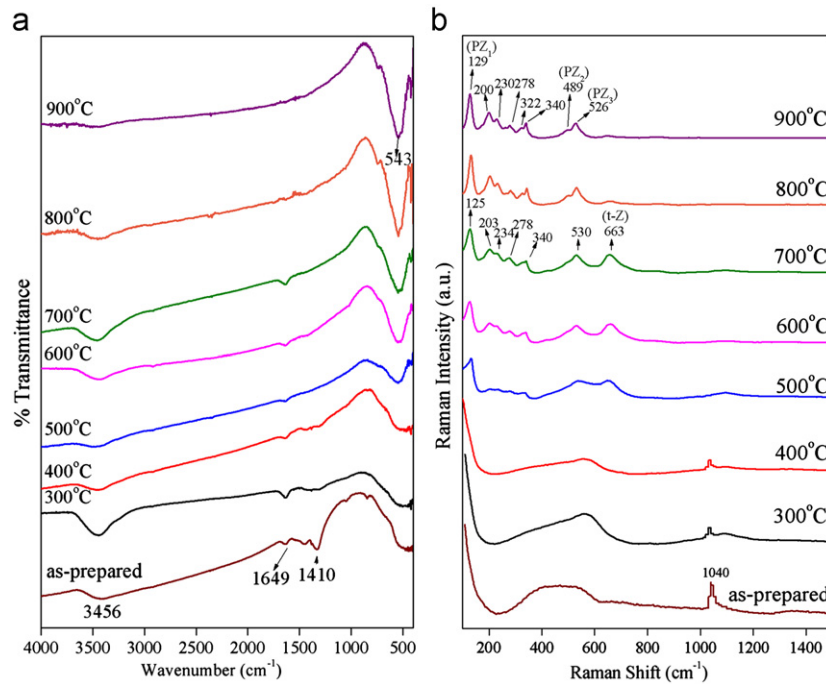 a
% Transmittance
900°C
543
800°C
700°C
600°C
500°C
400°C
300°C
as-prepared
3456
1649
1410
4000 3500 3000 2500 2000 1500 1000 500
Wavenumber (cm-1)
b
Raman Intensity (a.u.)
(PZ1)
129
200
230
278
322
340
(PZ2)
489
(PZ3)
526
900°C
800°C
125
203
234
278
340
530
(t-Z)
663
700°C
600°C
500°C
400°C
300°C
1040
as-prepared
200 400 600 800 1000 1200 1400
Raman Shift (cm-1)